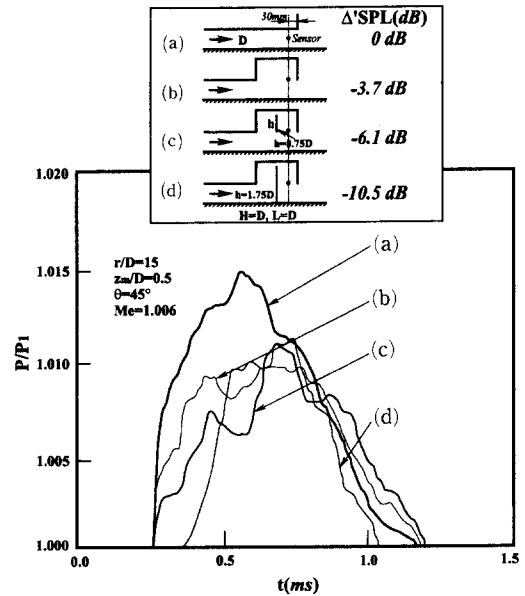 30mm
Δ'SPL(dB)
(a) D Sensor 0 dB
(b) -3.7 dB
(c) h h=0.75D -6.1 dB
(d) h=1.75D -10.5 dB
H=D, L=D
1.020
1.015
1.010
1.005
1.000
P/P1
r/D=15
zm/D=0.5
θ=45°
Me=1.006
(a)
(b)
(c)
(d)
0.0 0.5 1.0 1.5
t(ms)